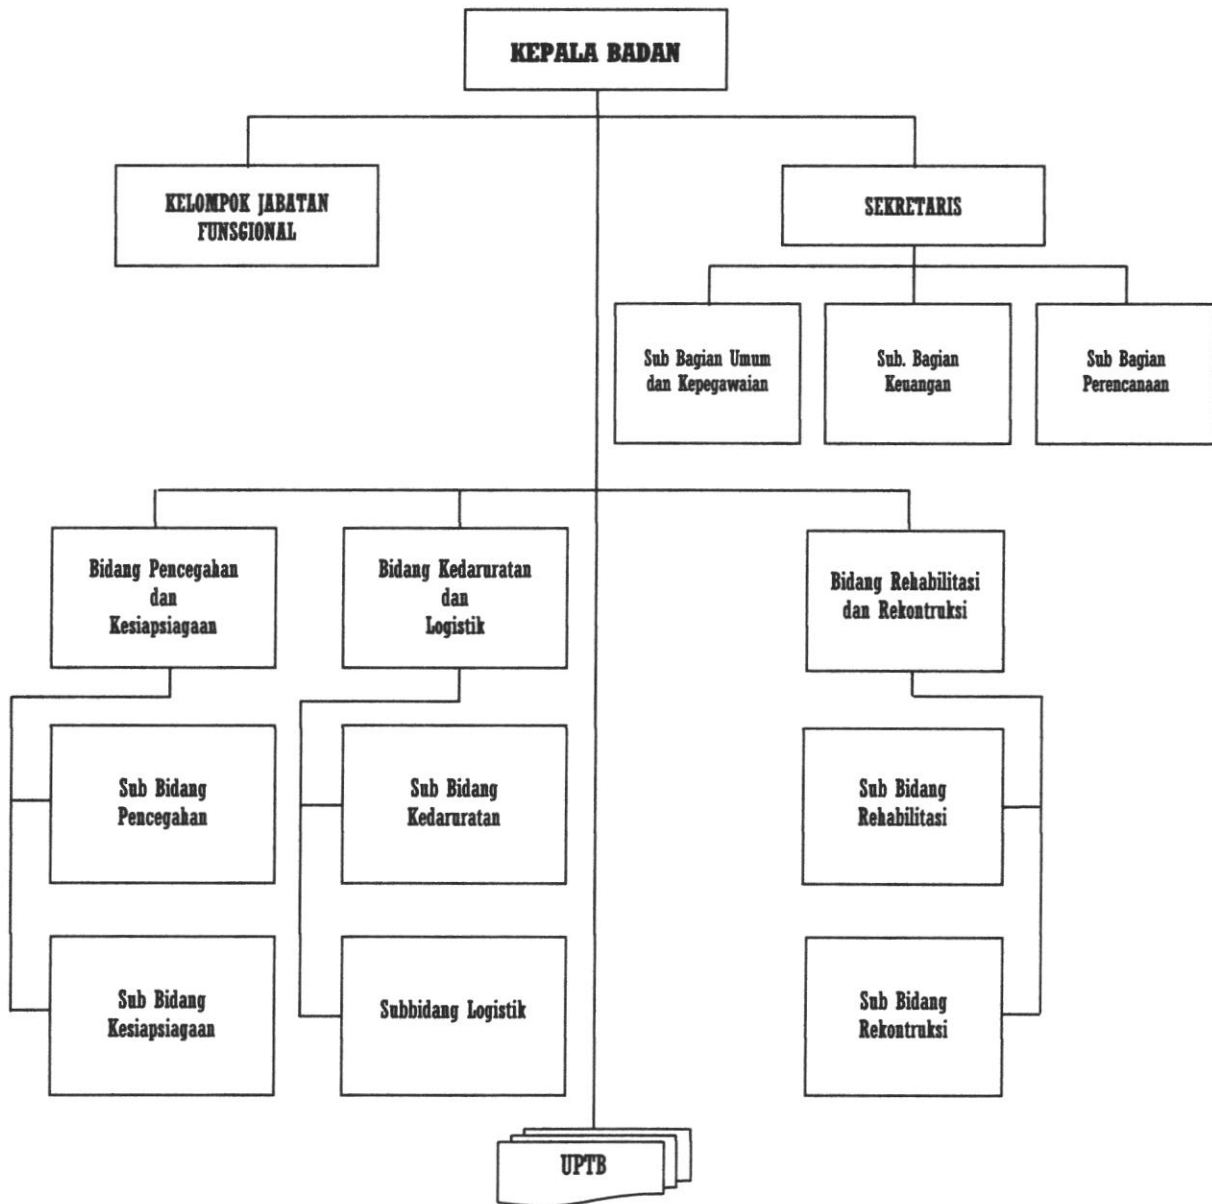 KEPALA BADAN
KELOMPOK JABATAN
FUNSGIONAL
SEKRETARIS
Sub Bagian Umum
dan Kepegawaian
Sub. Bagian
Keuangan
Sub Bagian
Perencanaan
Bidang Pencegahan
dan
Kesiapsiagaan
Bidang Kedaruratan
dan
Logistik
Bidang Rehabilitasi
dan Rekontruksi
Sub Bidang
Pencegahan
Sub Bidang
Kedaruratan
Sub Bidang
Rehabilitasi
Sub Bidang
Kesiapsiagaan
Subbidang Logistik
Sub Bidang
Rekontruksi
UPTB